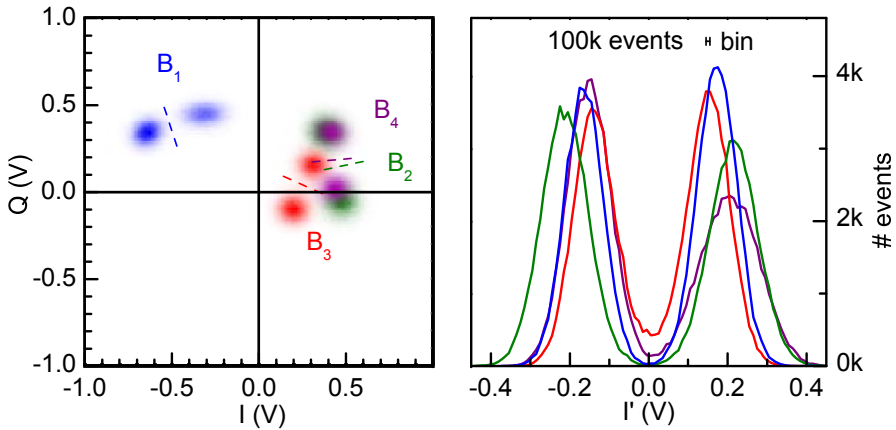 1.0
0.5
0.0
-0.5
-1.0
Q (V)
-1.0 -0.5 0.0 0.5
I (V)
B1
B4
B2
B3
100k events H bin
4k
2k
0k
# events
-0.4 -0.2 0.0 0.2 0.4
I' (V)